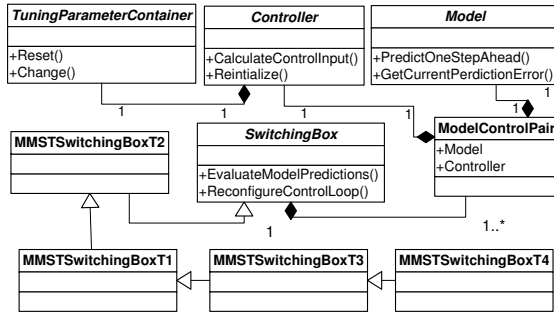 TuningParameterContainer
+Reset()
+Change()
Controller
+CalculateControlInput()
+Reintialize()
Model
+PredictOneStepAhead()
+GetCurrentPerdictionError()
1
1
1
1
1
1
MMSTSwitchingBoxT2
SwitchingBox
+EvaluateModelPredictions()
+ReconfigureControlLoop()
ModelControlPair
+Model
+Controller
1
1..*
MMSTSwitchingBoxT1
MMSTSwitchingBoxT3
MMSTSwitchingBoxT4